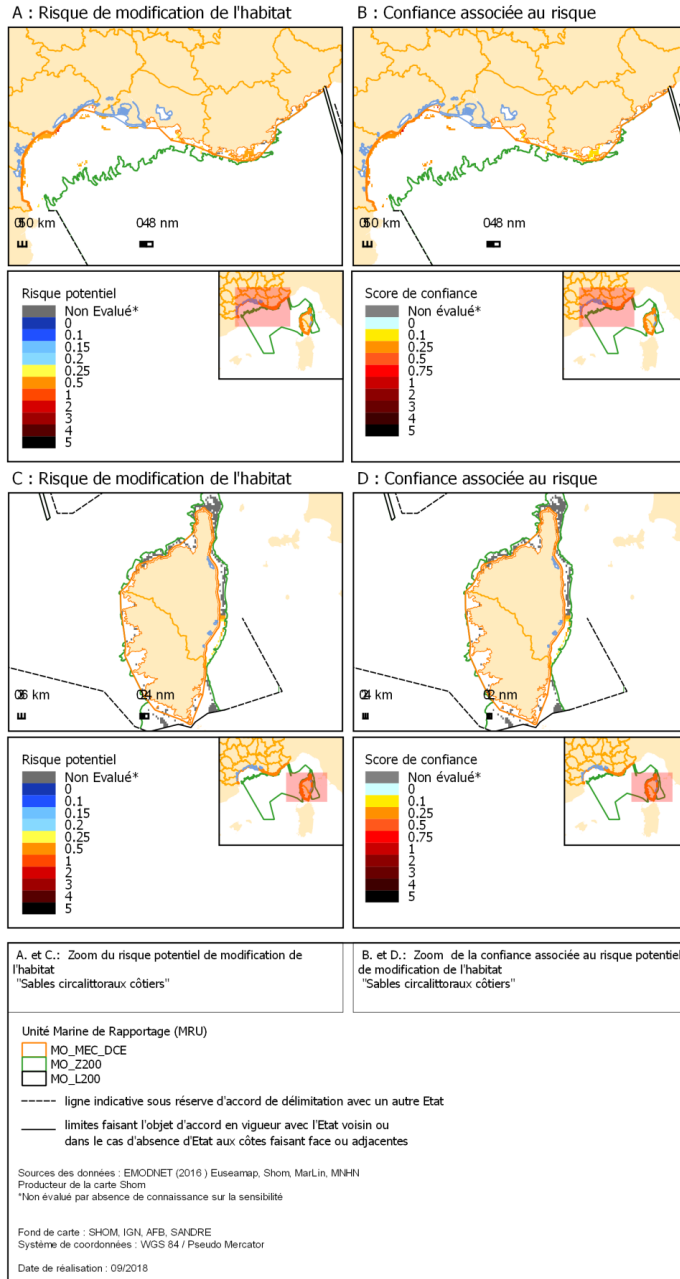 A : Risque de modification de l'habitat
B : Confiance associée au risque
048 nm
048 nm
Risque potentiel
Non Evalué*
0
0.1
0.15
0.2
0.25
0.5
1
2
3
4
5
Score de confiance
Non évalué*
0
0.1
0.25
0.5
0.75
1
2
3
4
5
C : Risque de modification de l'habitat
D : Confiance associée au risque
Risque potentiel
Non Evalué*
0
0.1
0.15
0.2
0.25
0.5
1
2
3
4
5
Score de confiance
Non évalué*
0
0.1
0.25
0.5
0.75
1
2
3
4
5
A. et C.: Zoom du risque potentiel de modification de
l'habitat
"Sables circalittoraux côtiers"
B. et D.: Zoom de la confiance associée au risque potentiel
de modification de l'habitat
"Sables circalittoraux côtiers"
Unité Marine de Rapportage (MRU)
MO_MEC_DCE
MO_Z200
MO_L200
ligne indicative sous réserve d'accord de délimitation avec un autre Etat
limites faisant l'objet d'accord en vigueur avec l'Etat voisin ou
dans le cas d'absence d'Etat aux côtes faisant face ou adjacentes
Sources des données : EMODNET (2016 ) Euseamap, Shom, MarLin, MNHN
Producteur de la carte Shom
*Non évalué par absence de connaissance sur la sensibilité
Fond de carte : SHOM, IGN, AFB, SANDRE
Système de coordonnées : WGS 84 / Pseudo Mercator
Date de réalisation : 09/2018